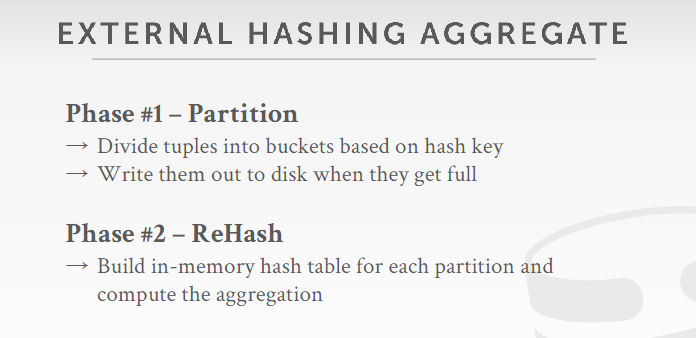 EXTERNAL HASHING AGGREGATE
Phase #1 – Partition
→ Divide tuples into buckets based on hash key
→ Write them out to disk when they get full
Phase #2 – ReHash
→ Build in-memory hash table for each partition and
compute the aggregation